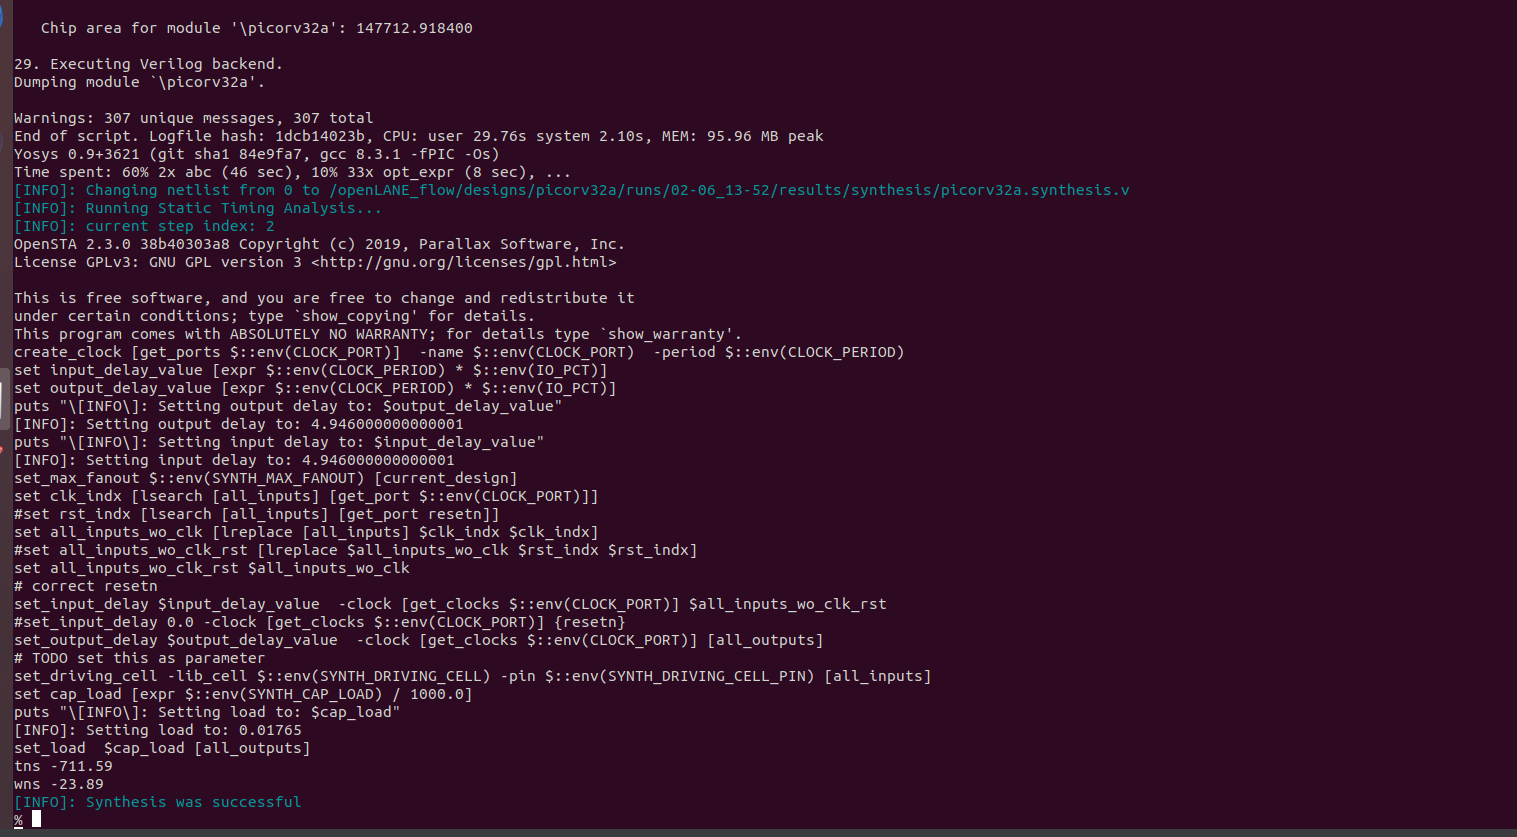 Chip area for module '\picorv32a': 147712.918400
29. Executing Verilog backend.
Dumping module `\picorv32a'.
Warnings: 307 unique messages, 307 total
End of script. Logfile hash: 1dcb14023b, CPU: user 29.76s system 2.10s, MEM: 95.96 MB peak
Yosys 0.9+3621 (git sha1 84e9fa7, gcc 8.3.1 -fPIC -Os)
Time spent: 60% 2x abc (46 sec), 10% 33x opt_expr (8 sec), ...
[INFO]: Changing netlist from 0 to /openLANE_flow/designs/picorv32a/runs/02-06_13-52/results/synthesis/picorv32a.synthesis.v
[INFO]: Running Static Timing Analysis...
[INFO]: current step index: 2
OpenSTA 2.3.0 38b40303a8 Copyright (c) 2019, Parallax Software, Inc.
License GPLv3: GNU GPL version 3 <http://gnu.org/licenses/gpl.html>
This is free software, and you are free to change and redistribute it
under certain conditions; type `show_copying' for details.
This program comes with ABSOLUTELY NO WARRANTY; for details type `show_warranty'.
create_clock [get_ports $::env(CLOCK_PORT)]  -name $::env(CLOCK_PORT)  -period $::env(CLOCK_PERIOD)
set input_delay_value [expr $::env(CLOCK_PERIOD) * $::env(IO_PCT)]
set output_delay_value [expr $::env(CLOCK_PERIOD) * $::env(IO_PCT)]
puts "\[INFO\]: Setting output delay to: $output_delay_value"
[INFO]: Setting output delay to: 4.946000000000001
puts "\[INFO\]: Setting input delay to: $input_delay_value"
[INFO]: Setting input delay to: 4.946000000000001
set_max_fanout $::env(SYNTH_MAX_FANOUT) [current_design]
set clk_indx [lsearch [all_inputs] [get_port $::env(CLOCK_PORT)]]
#set rst_indx [lsearch [all_inputs] [get_port resetn]]
set all_inputs_wo_clk [lreplace [all_inputs] $clk_indx $clk_indx]
#set all_inputs_wo_clk_rst [lreplace $all_inputs_wo_clk $rst_indx $rst_indx]
set all_inputs_wo_clk_rst $all_inputs_wo_clk
# correct resetn
set_input_delay $input_delay_value  -clock [get_clocks $::env(CLOCK_PORT)] $all_inputs_wo_clk_rst
#set_input_delay 0.0 -clock [get_clocks $::env(CLOCK_PORT)] {resetn}
set_output_delay $output_delay_value  -clock [get_clocks $::env(CLOCK_PORT)] [all_outputs]
# TODO set this as parameter
set_driving_cell -lib_cell $::env(SYNTH_DRIVING_CELL) -pin $::env(SYNTH_DRIVING_CELL_PIN) [all_inputs]
set cap_load [expr $::env(SYNTH_CAP_LOAD) / 1000.0]
puts "\[INFO\]: Setting load to: $cap_load"
[INFO]: Setting load to: 0.01765
set_load  $cap_load [all_outputs]
tns -711.59
wns -23.89
[INFO]: Synthesis was successful
%